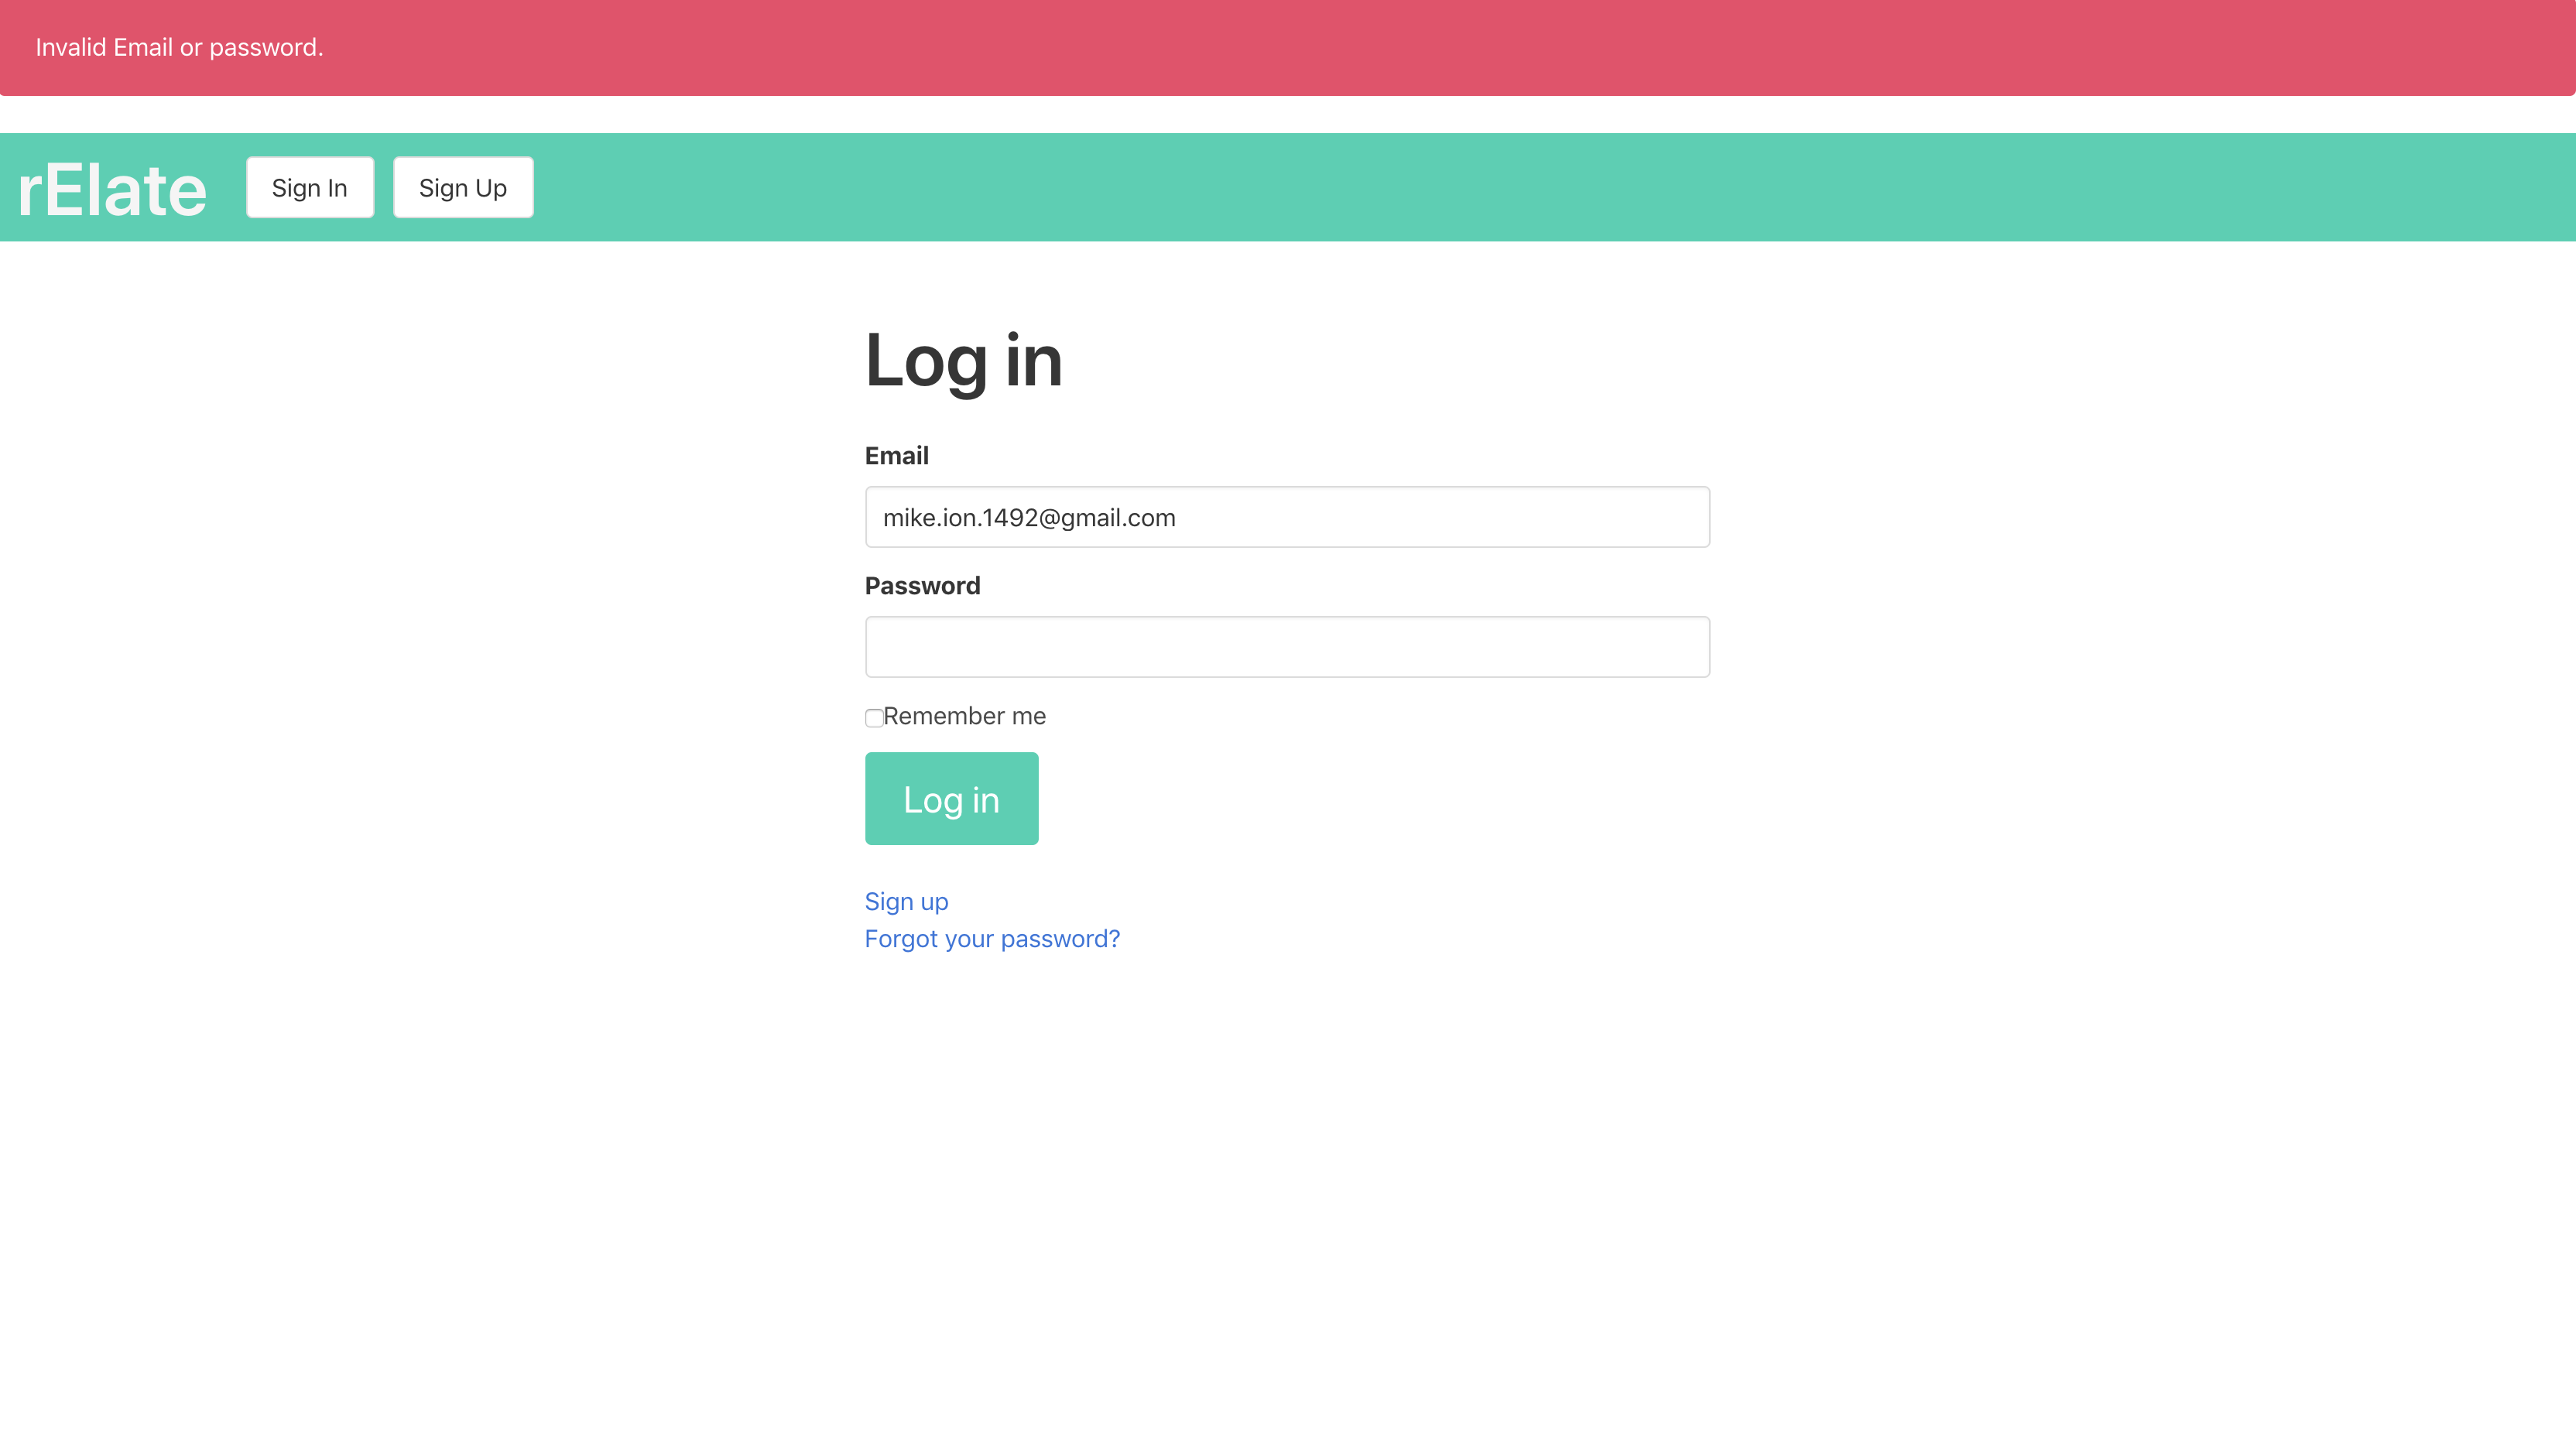 Invalid Email or password.
rElate
Sign In
Sign Up
Log in
Email
mike.ion.1492@gmail.com
Password
Remember me
Log in
Sign up
Forgot your password?